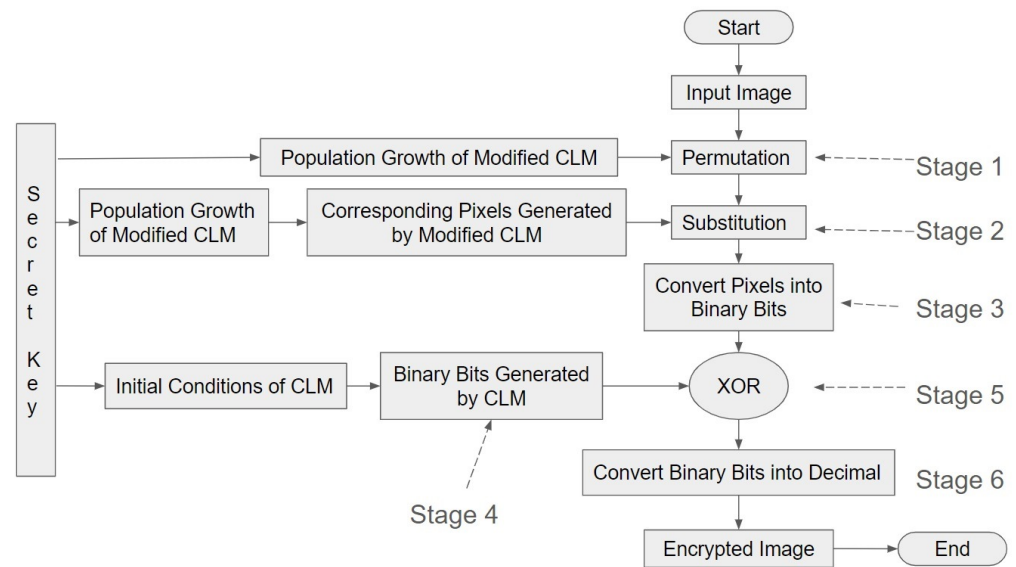 Start
Input Image
Population Growth of Modified CLM
Permutation
Stage 1
Secret Key
Population Growth
of Modified CLM
Corresponding Pixels Generated
by Modified CLM
Substitution
Stage 2
Convert Pixels into
Binary Bits
Stage 3
Initial Conditions of CLM
Binary Bits Generated
by CLM
XOR
Stage 5
Convert Binary Bits into Decimal
Stage 6
Stage 4
Encrypted Image
End